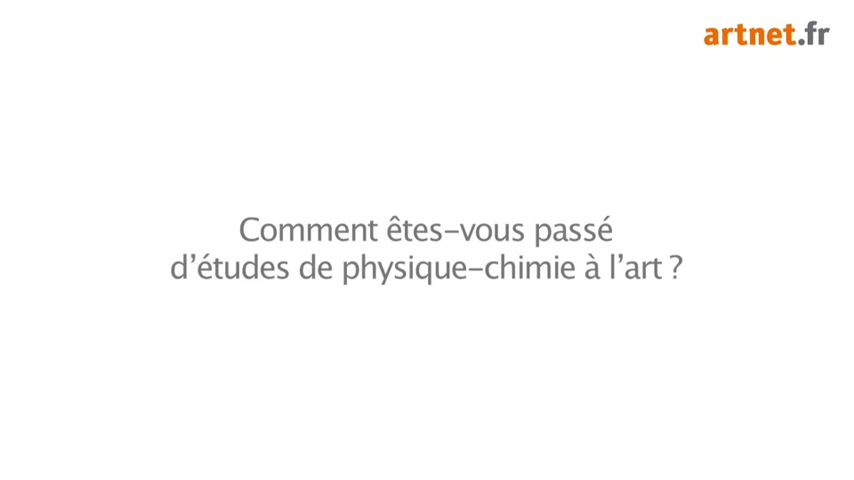 artnet.fr
Comment êtes-vous passé
d’études de physique-chimie à l’art ?